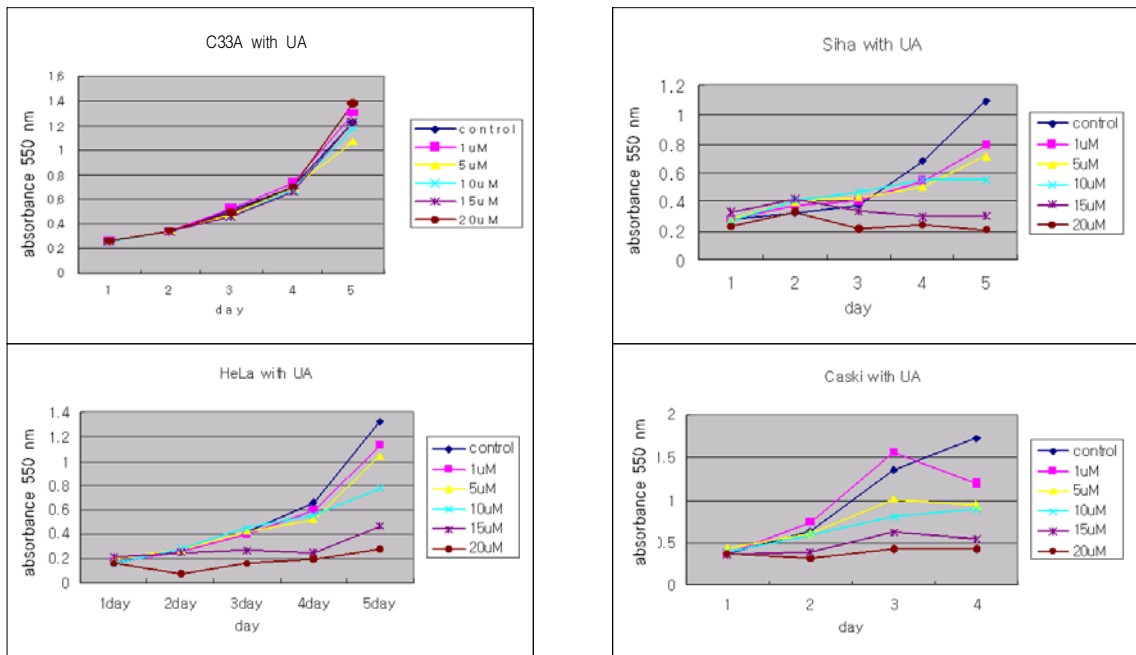 C33A with UA
absorbance 550 nm
1.6
1.4
1.2
1
0.8
0.6
0.4
0.2
0
1 2 3 4 5
day
control
1uM
5uM
10uM
15uM
20uM
Siha with UA
absorbance 550 nm
1.2
1
0.8
0.6
0.4
0.2
0
1 2 3 4 5
day
control
1uM
5uM
10uM
15uM
20uM
HeLa with UA
absorbance 550 nm
1.4
1.2
1
0.8
0.6
0.4
0.2
0
1day 2day 3day 4day 5day
day
control
1uM
5uM
10uM
15uM
20uM
Caski with UA
absorbance 550 nm
2
1.5
1
0.5
0
1 2 3 4
day
control
1uM
5uM
10uM
15uM
20uM